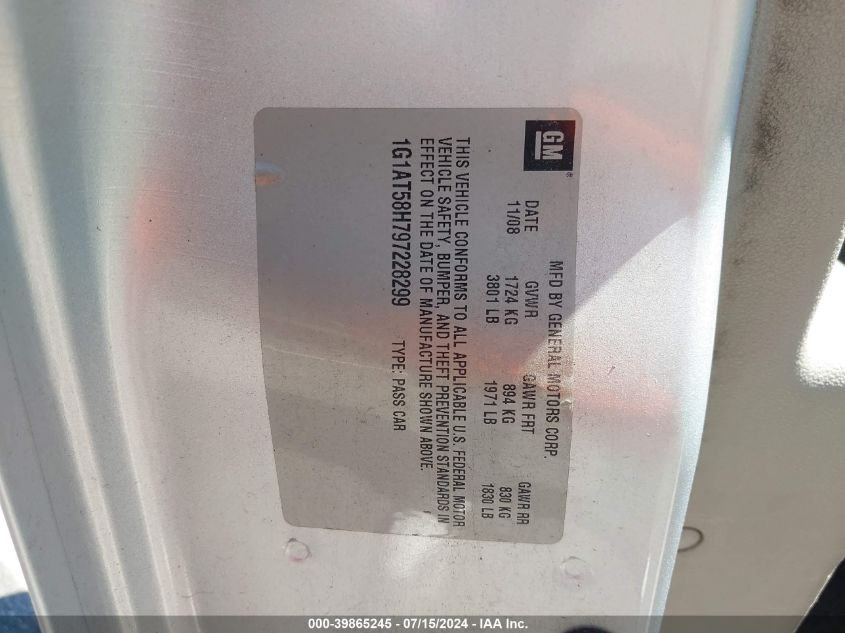 GM
MFD BY GENERAL MOTORS CORP.
DATE GVWR GAWR FRT GAWR RR
11/08 1724 KG 894 KG 830 KG
3801 LB 1971 LB 1830 LB
THIS VEHICLE CONFORMS TO ALL APPLICABLE U.S. FEDERAL MOTOR
VEHICLE SAFETY, BUMPER, AND THEFT PREVENTION STANDARDS IN
EFFECT ON THE DATE OF MANUFACTURE SHOWN ABOVE.
1G1AT58H797228299 TYPE: PASS CAR
000-39865245 - 07/15/2024 - IAA Inc.